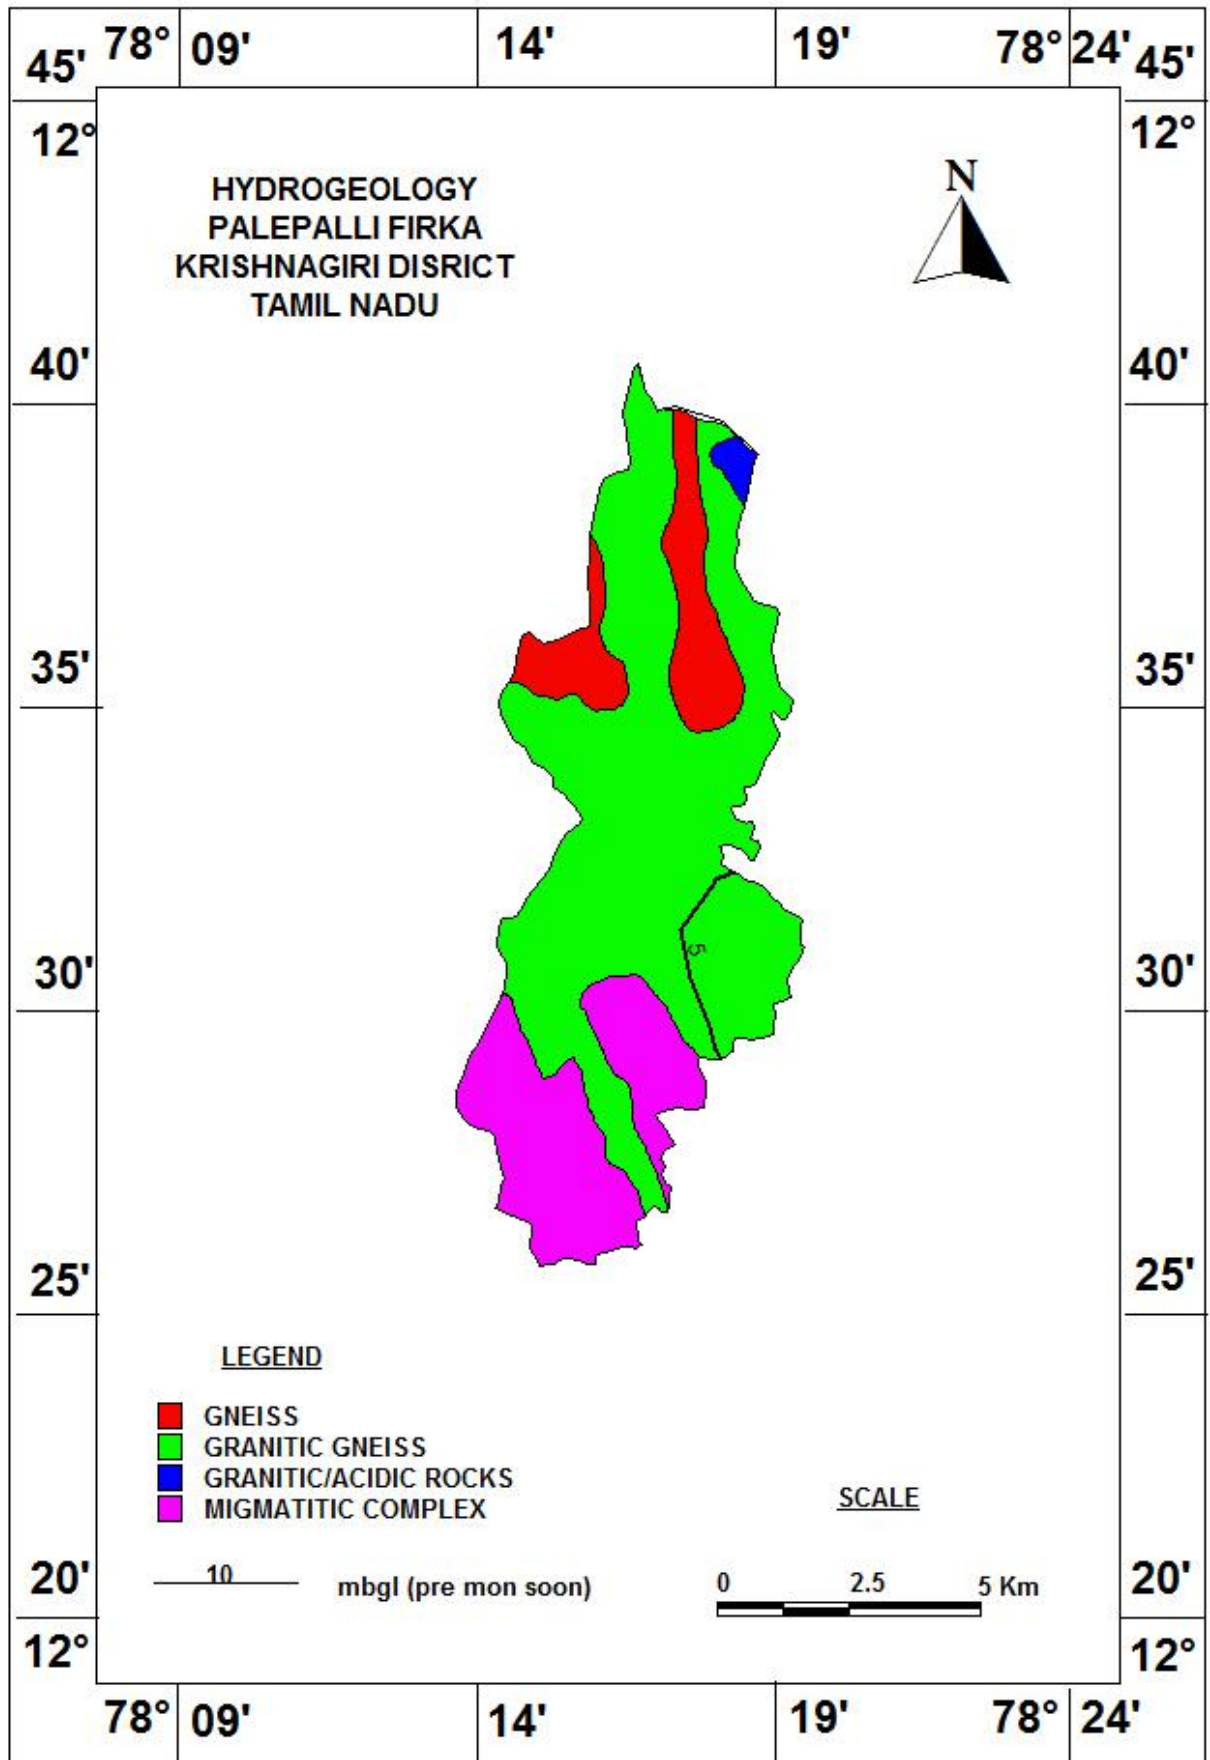 78° 09' 14' 19' 78° 24'
45' 45'
12° 12°
HYDROGEOLOGY
PALEPALLI FIRKA
KRISHNAGIRI DISRICT
TAMIL NADU
N
40' 40'
35' 35'
5
30' 30'
25' 25'
LEGEND
GNEISS
GRANITIC GNEISS
GRANITIC/ACIDIC ROCKS
MIGMATITIC COMPLEX
SCALE
10 mbgl (pre mon soon)
0 2.5 5 Km
20' 20'
12° 12°
78° 09' 14' 19' 78° 24'